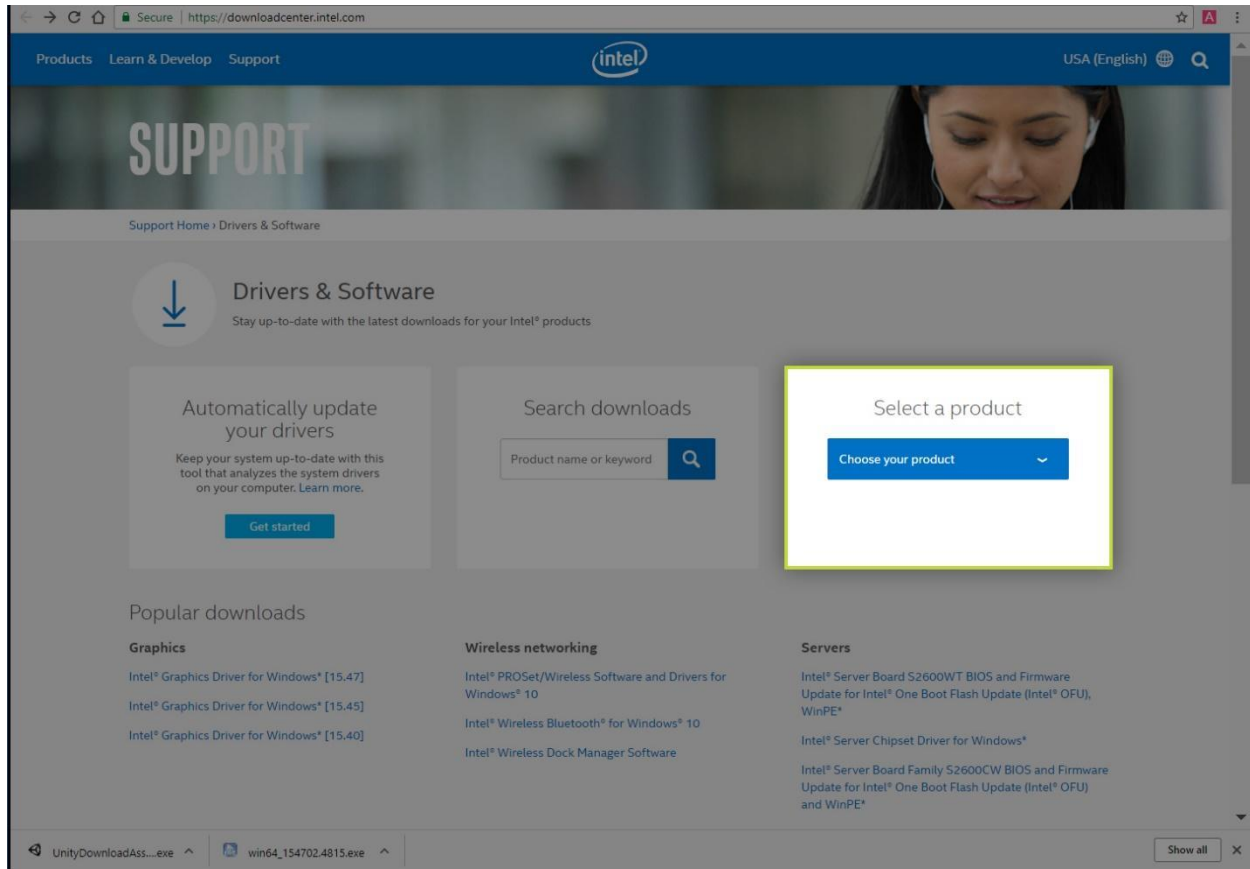 Secure | https://downloadcenter.intel.com
Products Learn & Develop Support
intel
USA (English)
SUPPORT
Support Home › Drivers & Software
Drivers & Software
Stay up-to-date with the latest downloads for your Intel® products
Automatically update
your drivers
Keep your system up-to-date with this
tool that analyzes the system drivers
on your computer. Learn more.
Get started
Search downloads
Product name or keyword
Select a product
Choose your product
Popular downloads
Graphics
Intel® Graphics Driver for Windows* [15.47]
Intel® Graphics Driver for Windows* [15.45]
Intel® Graphics Driver for Windows* [15.40]
Wireless networking
Intel® PROSet/Wireless Software and Drivers for
Windows® 10
Intel® Wireless Bluetooth® for Windows® 10
Intel® Wireless Dock Manager Software
Servers
Intel® Server Board S2600WT BIOS and Firmware
Update for Intel® One Boot Flash Update (Intel® OFU),
WinPE*
Intel® Server Chipset Driver for Windows*
Intel® Server Board Family S2600CW BIOS and Firmware
Update for Intel® One Boot Flash Update (Intel® OFU)
and WinPE*
UnityDownloadAss....exe
win64_154702.4815.exe
Show all